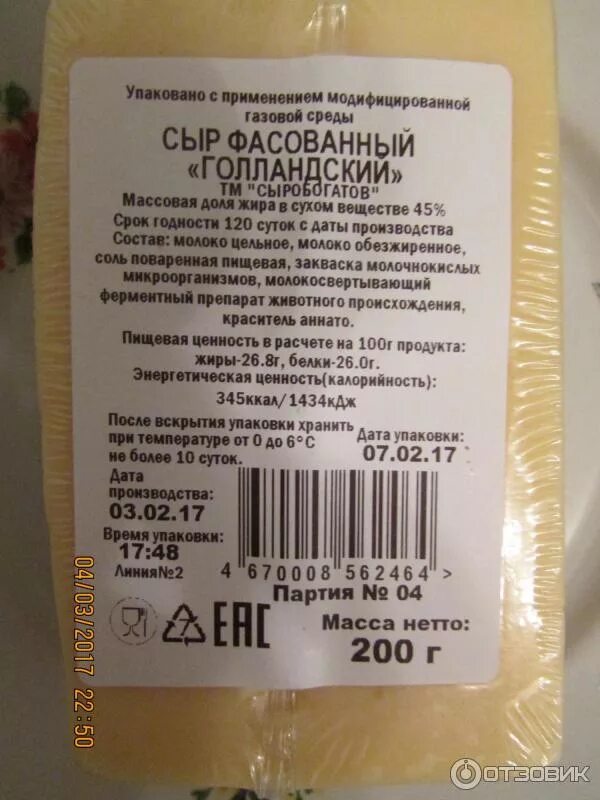 Упаковано с применением модифицированной
газовой среды
СЫР ФАСОВАННЫЙ
«ГОЛЛАНДСКИЙ»
ТМ "СЫРОБОГАТОВ"
Массовая доля жира в сухом веществе 45%
Срок годности 120 суток с даты производства
Состав: молоко цельное, молоко обезжиренное,
соль поваренная пищевая, закваска молочнокислых
микроорганизмов, молокосвертывающий
ферментный препарат животного происхождения,
краситель аннато.
Пищевая ценность в расчете на 100г продукта:
жиры-26.8г, белки-26.0г.
Энергетическая ценность(калорийность):
345ккал/1434кДж
После вскрытия упаковки хранить
при температуре от 0 до 6°С
не более 10 суток.
Дата упаковки:
07.02.17
Дата
производства:
03.02.17
Время упаковки:
17:48
Линия№2
4 670008 562464 >
Партия № 04
7
ЕАС
Масса нетто:
200 г
04/03/2017 22:50
ОТЗОВИК